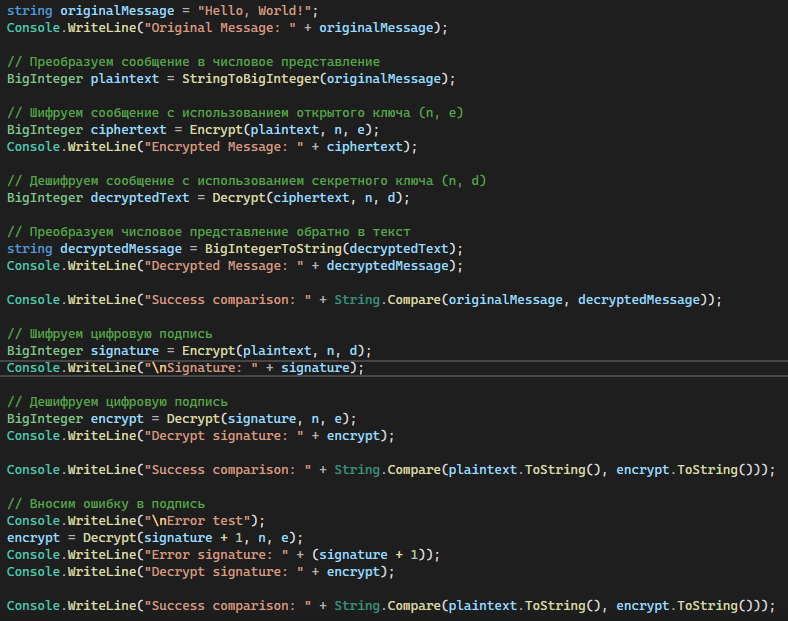 string originalMessage = "Hello, World!";
Console.WriteLine("Original Message: " + originalMessage);
// Преобразуем сообщение в числовое представление
BigInteger plaintext = StringToBigInteger(originalMessage);
// Шифруем сообщение с использованием открытого ключа (n, e)
BigInteger ciphertext = Encrypt(plaintext, n, e);
Console.WriteLine("Encrypted Message: " + ciphertext);
// Дешифруем сообщение с использованием секретного ключа (n, d)
BigInteger decryptedText = Decrypt(ciphertext, n, d);
// Преобразуем числовое представление обратно в текст
string decryptedMessage = BigIntegerToString(decryptedText);
Console.WriteLine("Decrypted Message: " + decryptedMessage);
Console.WriteLine("Success comparison: " + String.Compare(originalMessage, decryptedMessage));
// Шифруем цифровую подпись
BigInteger signature = Encrypt(plaintext, n, d);
Console.WriteLine("\nSignature: " + signature);
// Дешифруем цифровую подпись
BigInteger encrypt = Decrypt(signature, n, e);
Console.WriteLine("Decrypt signature: " + encrypt);
Console.WriteLine("Success comparison: " + String.Compare(plaintext.ToString(), encrypt.ToString()));
// Вносим ошибку в подпись
Console.WriteLine("\nError test");
encrypt = Decrypt(signature + 1, n, e);
Console.WriteLine("Error signature: " + (signature + 1));
Console.WriteLine("Decrypt signature: " + encrypt);
Console.WriteLine("Success comparison: " + String.Compare(plaintext.ToString(), encrypt.ToString()));